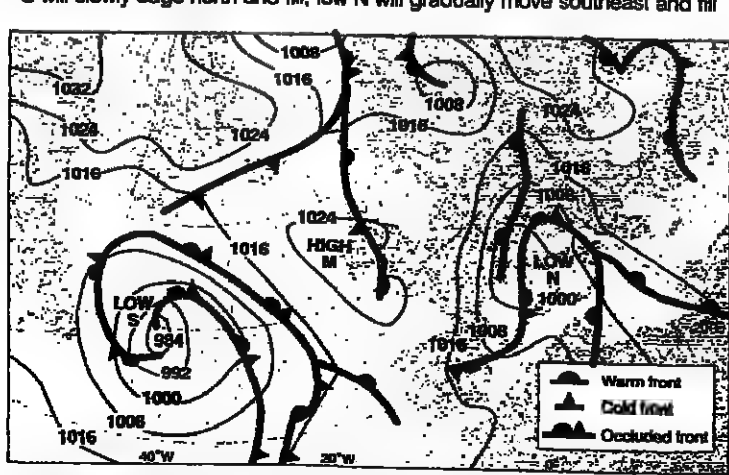 S will slowly edge north and fill; low N will gradually move southeast and fill
1008
1016
1032
1008
1024
1024
1024
1016
1016
1016
1008
1024
1016
HIGH
M
LOW
N
1000
LOW
S
984
992
1008
1016
1000
1008
1016
40°W
20°W
0°
Warm front
Cold front
Occluded front